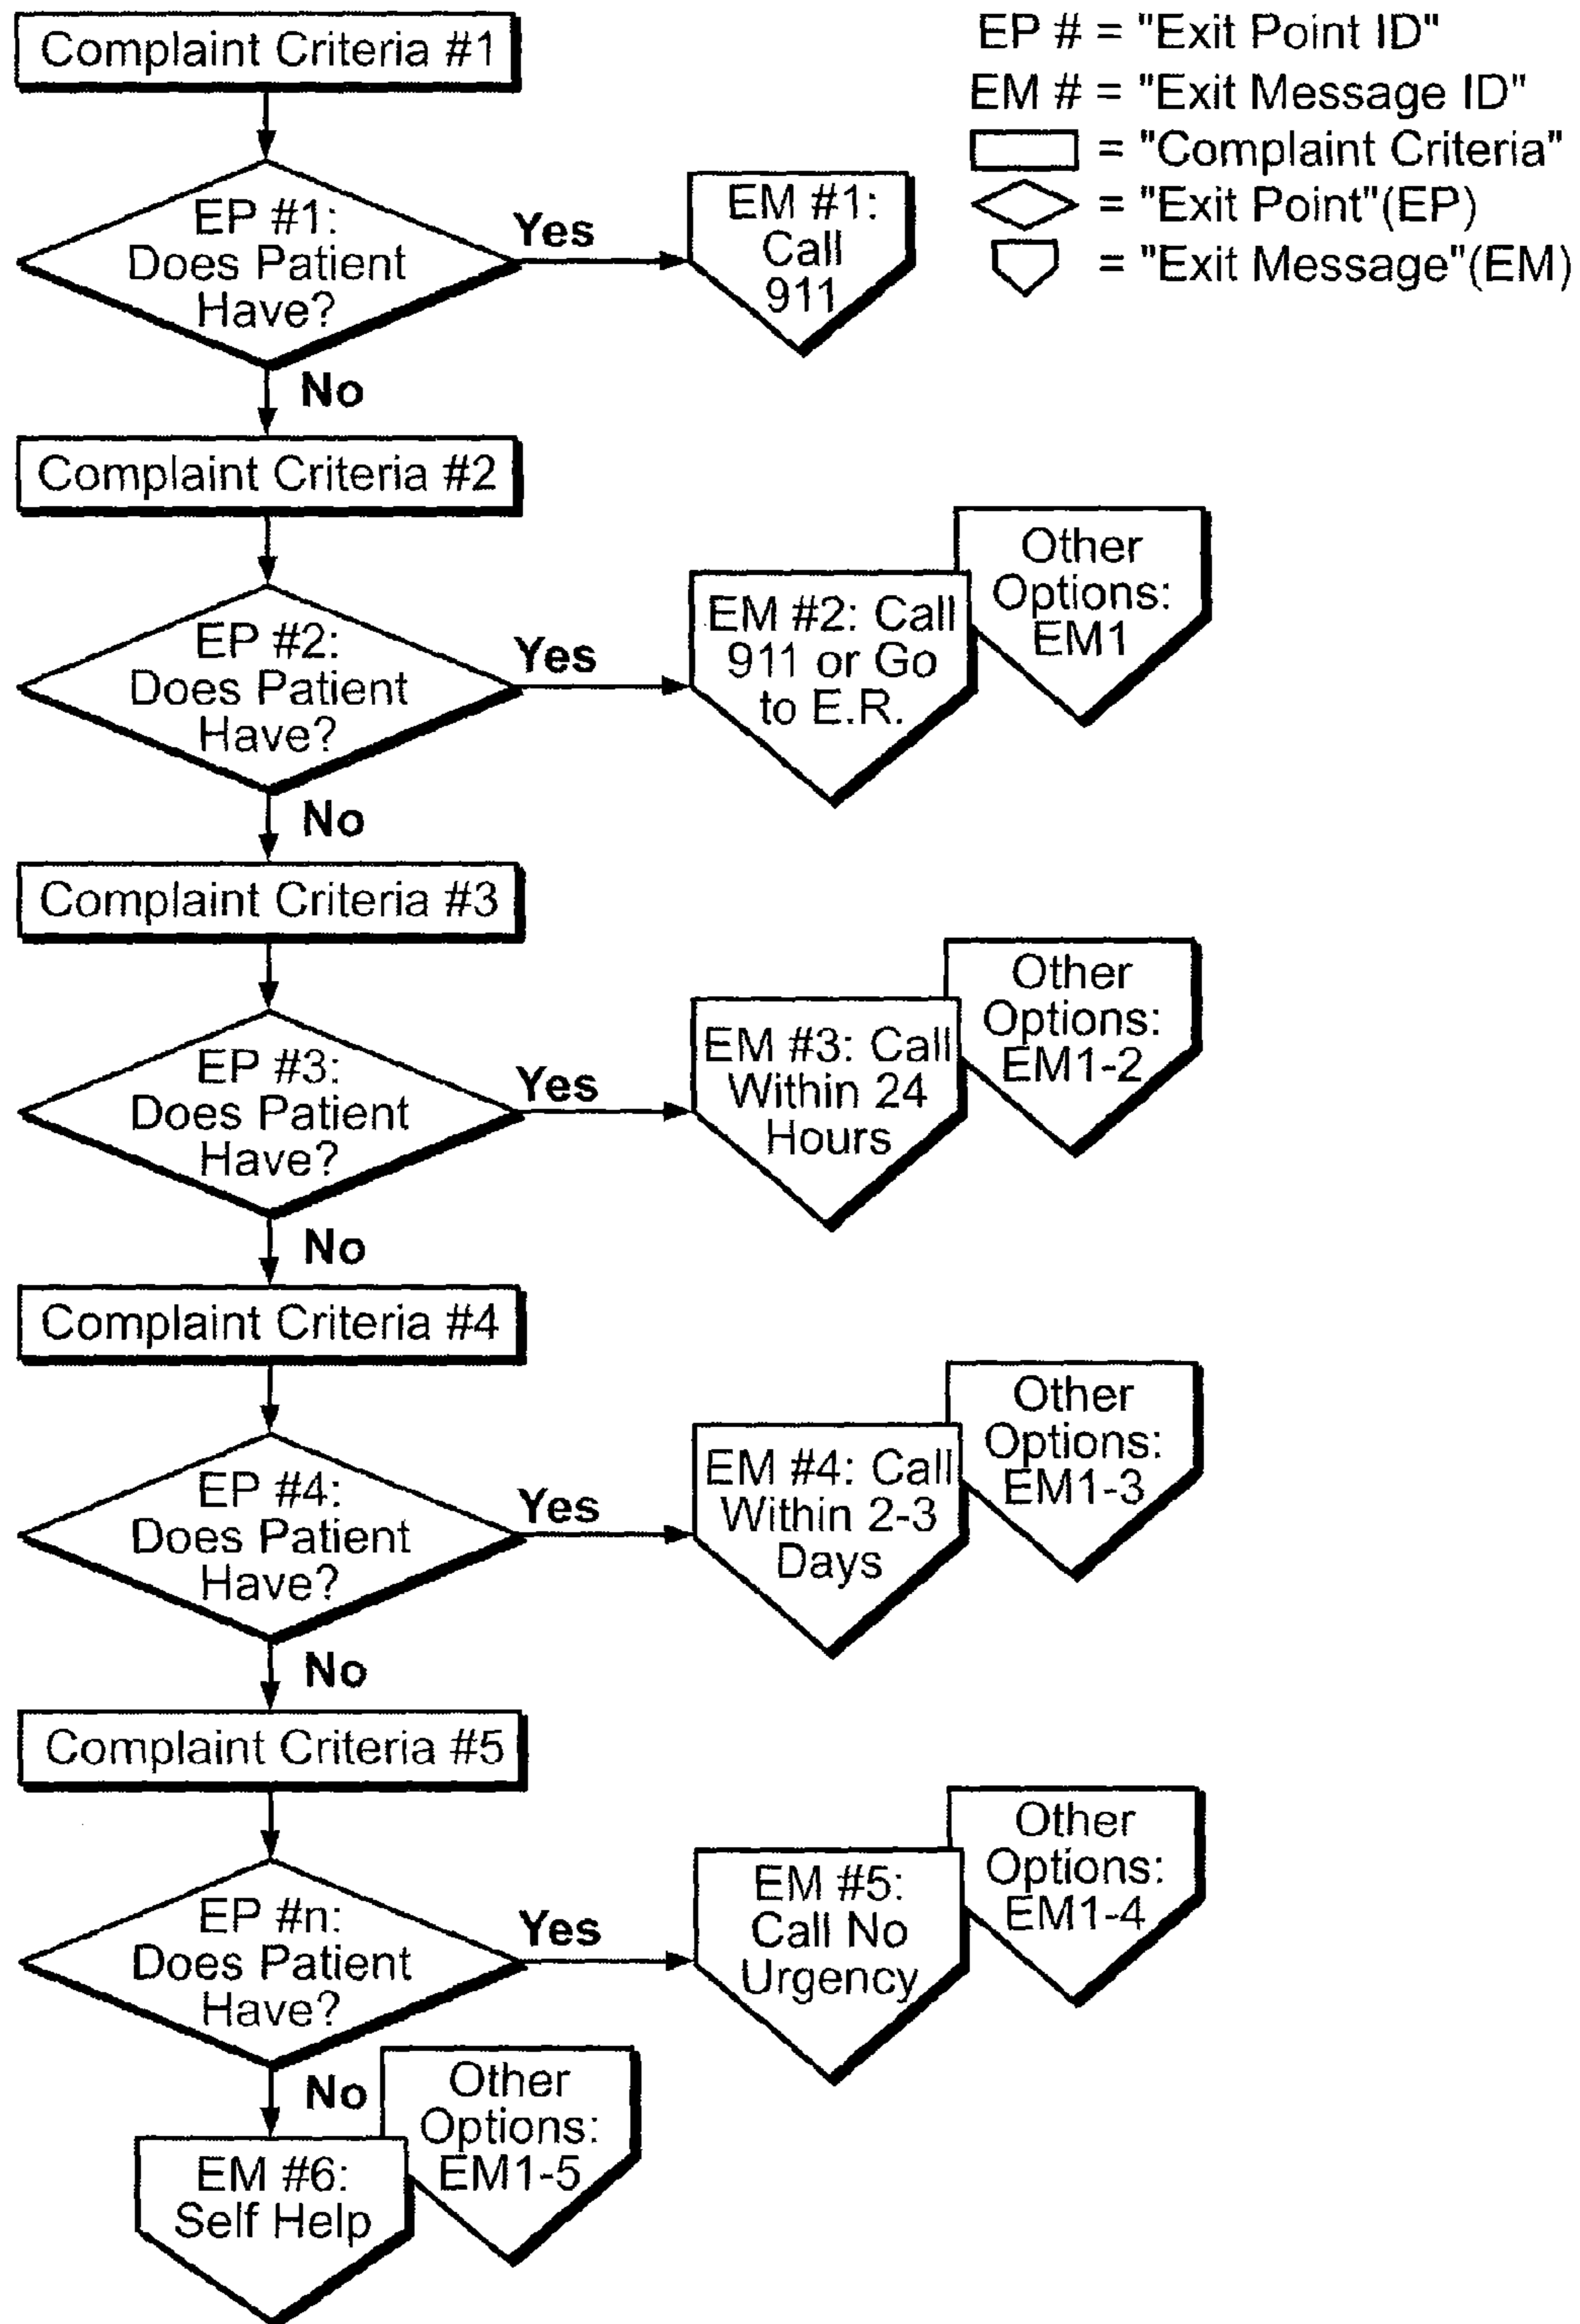 Complaint Criteria #1
EP # = "Exit Point ID"
EM # = "Exit Message ID"
= "Complaint Criteria"
= "Exit Point"(EP)
= "Exit Message"(EM)
EP #1:
Does Patient
Have?
Yes
EM #1:
Call
911
No
Complaint Criteria #2
EP #2:
Does Patient
Have?
Yes
EM #2: Call
911 or Go
to E.R.
Other
Options:
EM1
No
Complaint Criteria #3
EP #3:
Does Patient
Have?
Yes
EM #3: Call
Within 24
Hours
Other
Options:
EM1-2
No
Complaint Criteria #4
EP #4:
Does Patient
Have?
Yes
EM #4: Call
Within 2-3
Days
Other
Options:
EM1-3
No
Complaint Criteria #5
EP #n:
Does Patient
Have?
Yes
EM #5:
Call No
Urgency
Other
Options:
EM1-4
No
EM #6:
Self Help
Other
Options:
EM1-5